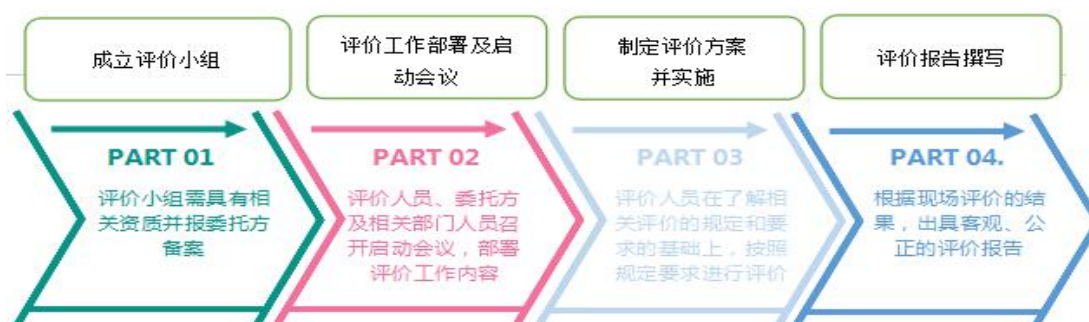 成立评价小组
评价工作部署及启
动会议
制定评价方案
并实施
评价报告撰写
PART 01
评价小组需具有相
关资质并报委托方
备案
PART 02
评价人员、委托方
及相关部门人员召
开启动会议，部署
评价工作内容
PART 03
评价人员在了解相
关评价的规定和要
求的基础上，按照
规定要求进行评价
PART 04.
根据现场评价的结
果，出具客观、公
正的评价报告